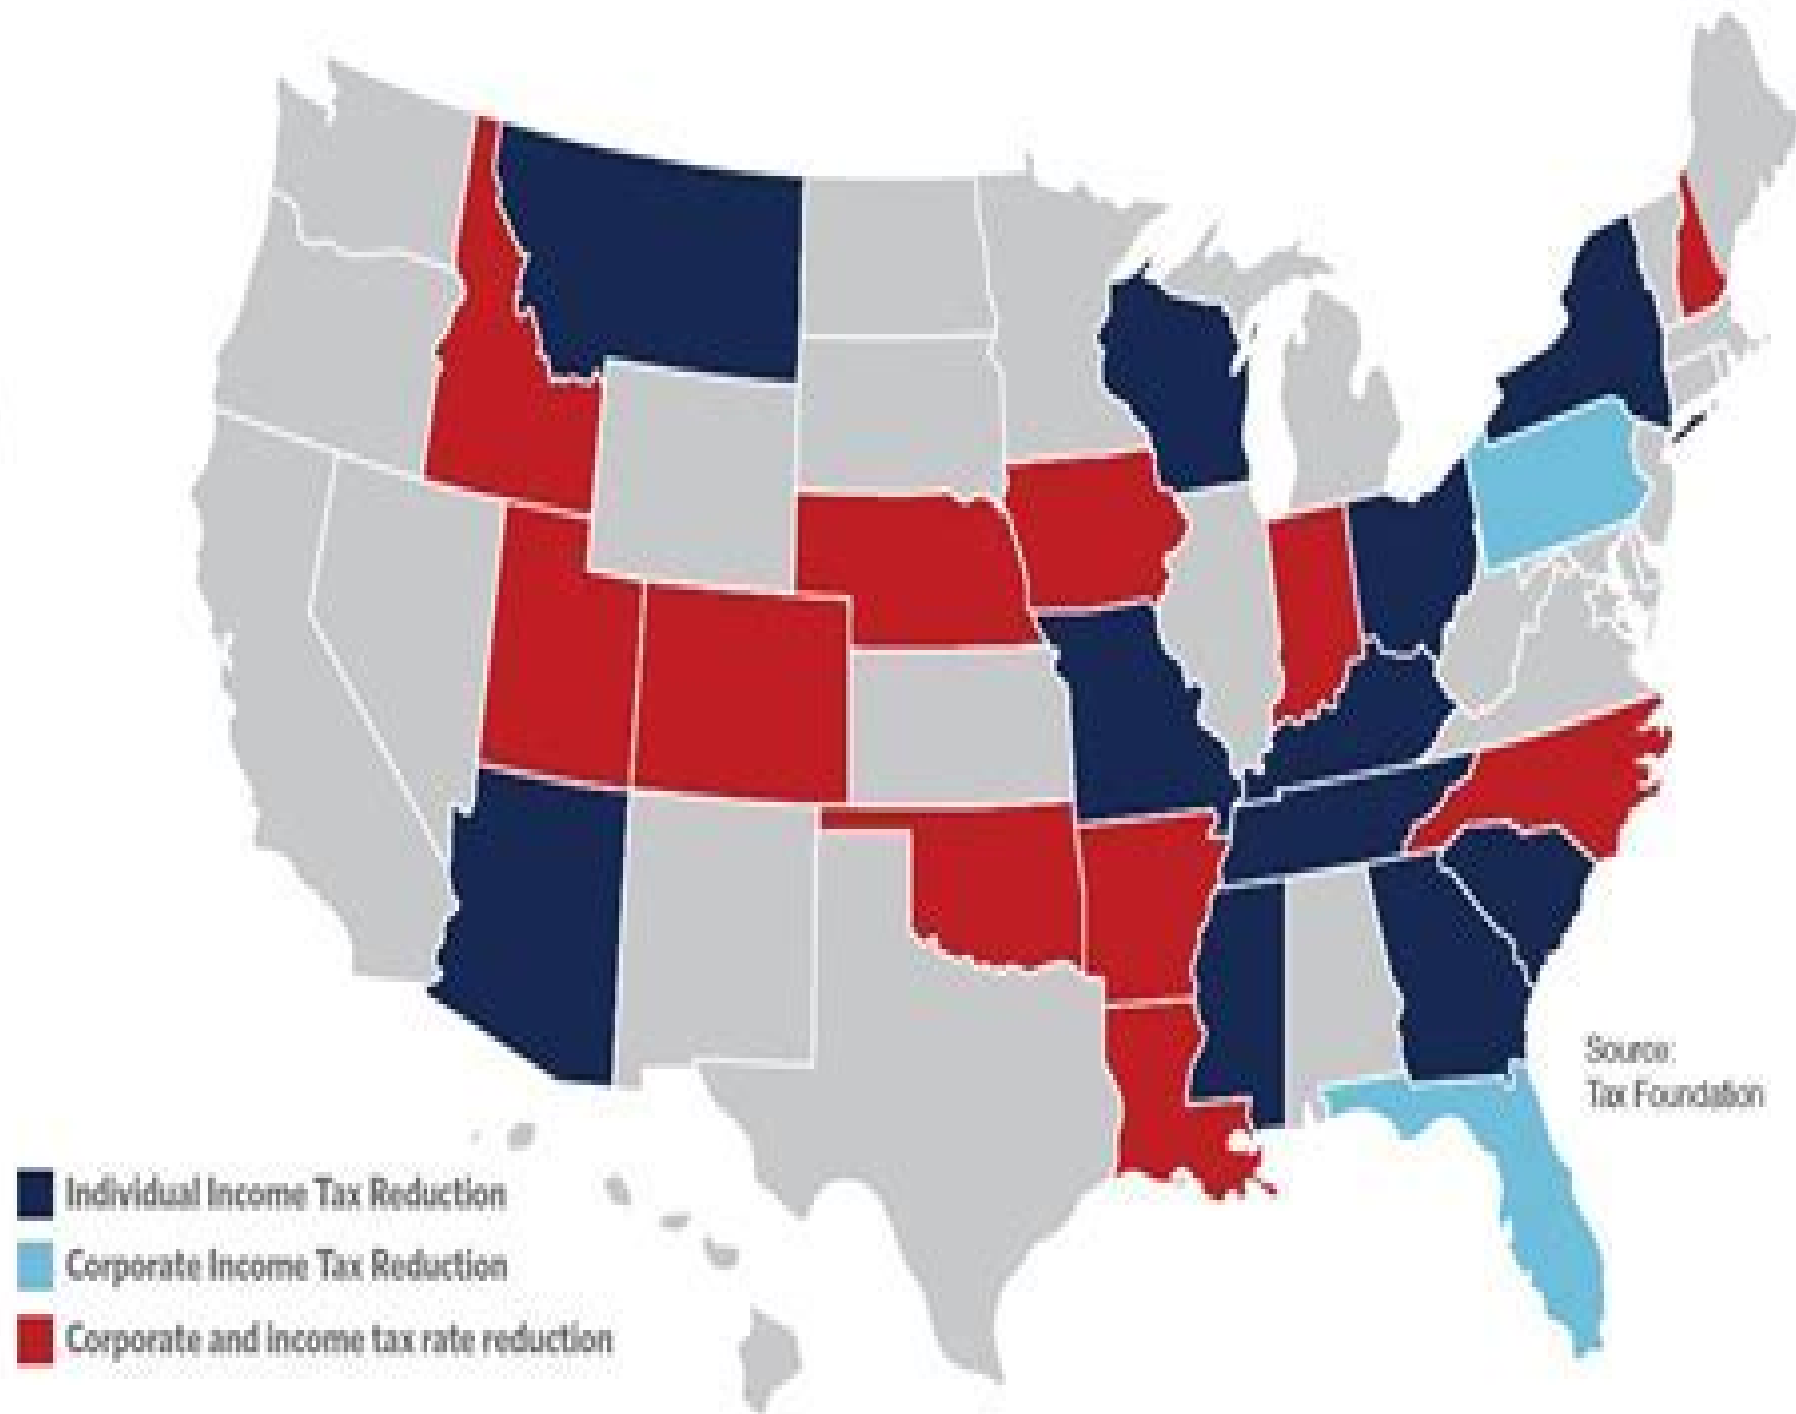 Source:
Tax Foundation
Individual Income Tax Reduction
Corporate Income Tax Reduction
Corporate and income tax rate reduction